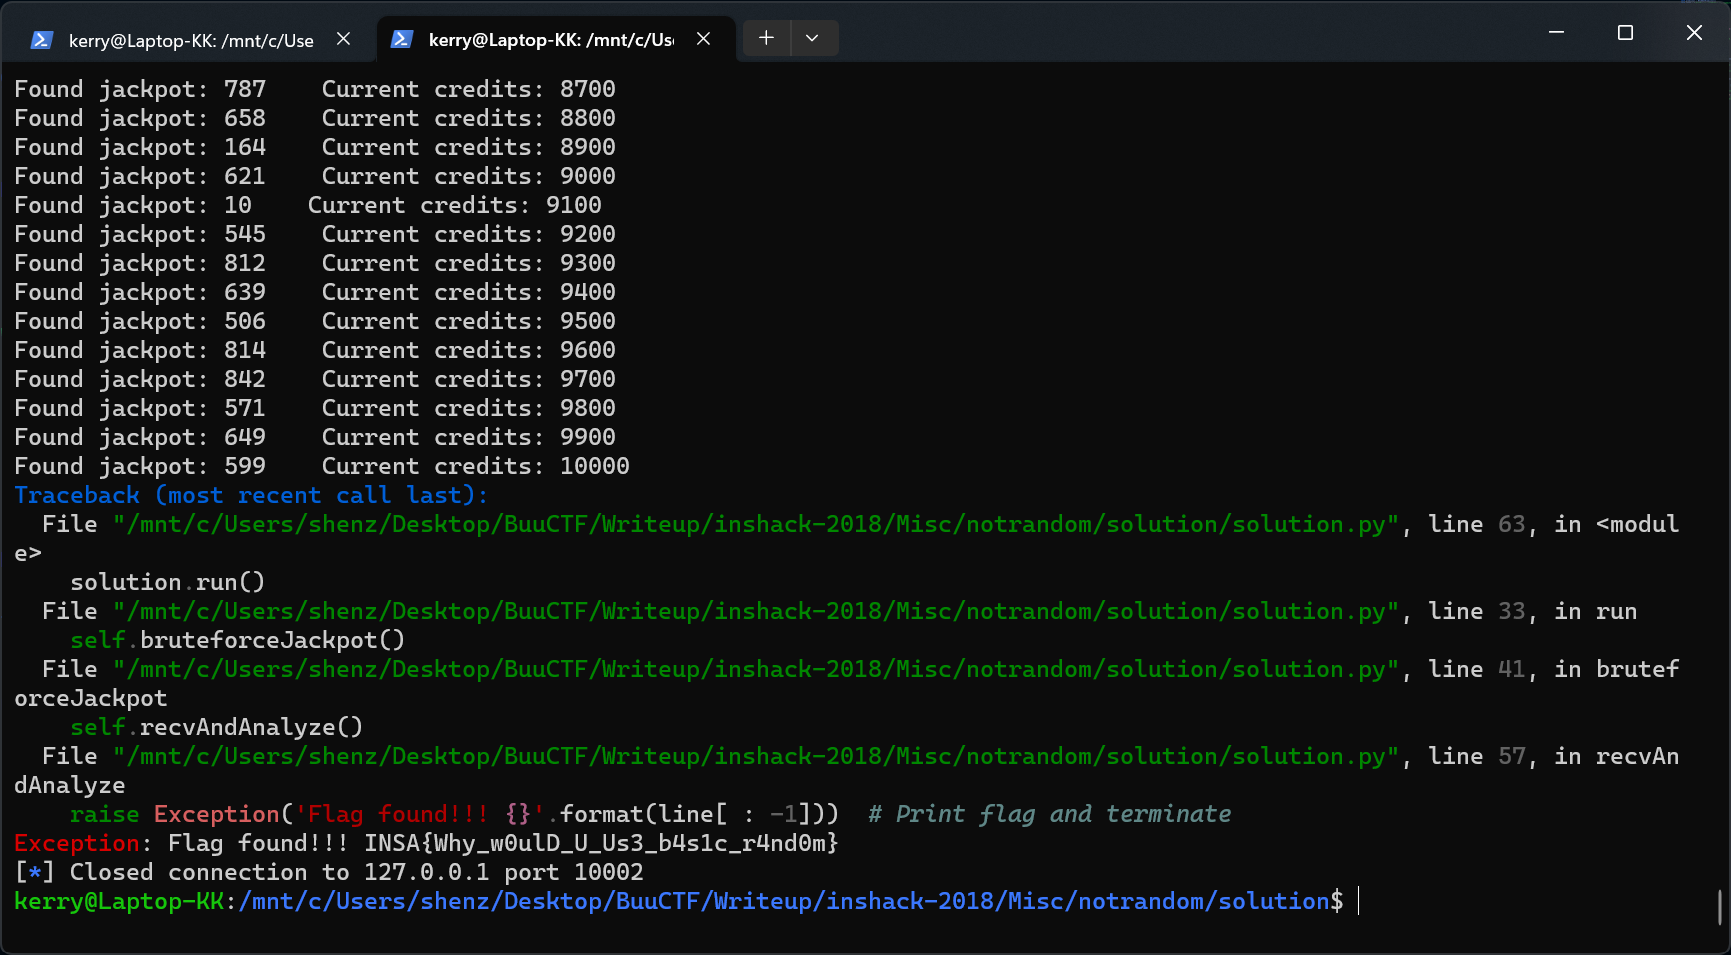 kerry@Laptop-KK: /mnt/c/Use
kerry@Laptop-KK: /mnt/c/Us
Found jackpot: 787    Current credits: 8700
Found jackpot: 658    Current credits: 8800
Found jackpot: 164    Current credits: 8900
Found jackpot: 621    Current credits: 9000
Found jackpot: 10    Current credits: 9100
Found jackpot: 545    Current credits: 9200
Found jackpot: 812    Current credits: 9300
Found jackpot: 639    Current credits: 9400
Found jackpot: 506    Current credits: 9500
Found jackpot: 814    Current credits: 9600
Found jackpot: 842    Current credits: 9700
Found jackpot: 571    Current credits: 9800
Found jackpot: 649    Current credits: 9900
Found jackpot: 599    Current credits: 10000
Traceback (most recent call last):
  File "/mnt/c/Users/shenz/Desktop/BuuCTF/Writeup/inshack-2018/Misc/notrandom/solution/solution.py", line 63, in <modul
e>
    solution.run()
  File "/mnt/c/Users/shenz/Desktop/BuuCTF/Writeup/inshack-2018/Misc/notrandom/solution/solution.py", line 33, in run
    self.bruteforceJackpot()
  File "/mnt/c/Users/shenz/Desktop/BuuCTF/Writeup/inshack-2018/Misc/notrandom/solution/solution.py", line 41, in brutef
orceJackpot
    self.recvAndAnalyze()
  File "/mnt/c/Users/shenz/Desktop/BuuCTF/Writeup/inshack-2018/Misc/notrandom/solution/solution.py", line 57, in recvAn
dAnalyze
    raise Exception('Flag found!!! {}'.format(line[ : -1]))  # Print flag and terminate
Exception: Flag found!!! INSA{Why_w0ulD_U_Us3_b4s1c_r4nd0m}
[*] Closed connection to 127.0.0.1 port 10002
kerry@Laptop-KK:/mnt/c/Users/shenz/Desktop/BuuCTF/Writeup/inshack-2018/Misc/notrandom/solution$